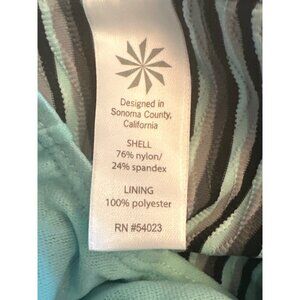 Designed in
Sonoma County,
California
SHELL
76% nylon/
24% spandex
LINING
100% polyester
RN #54023